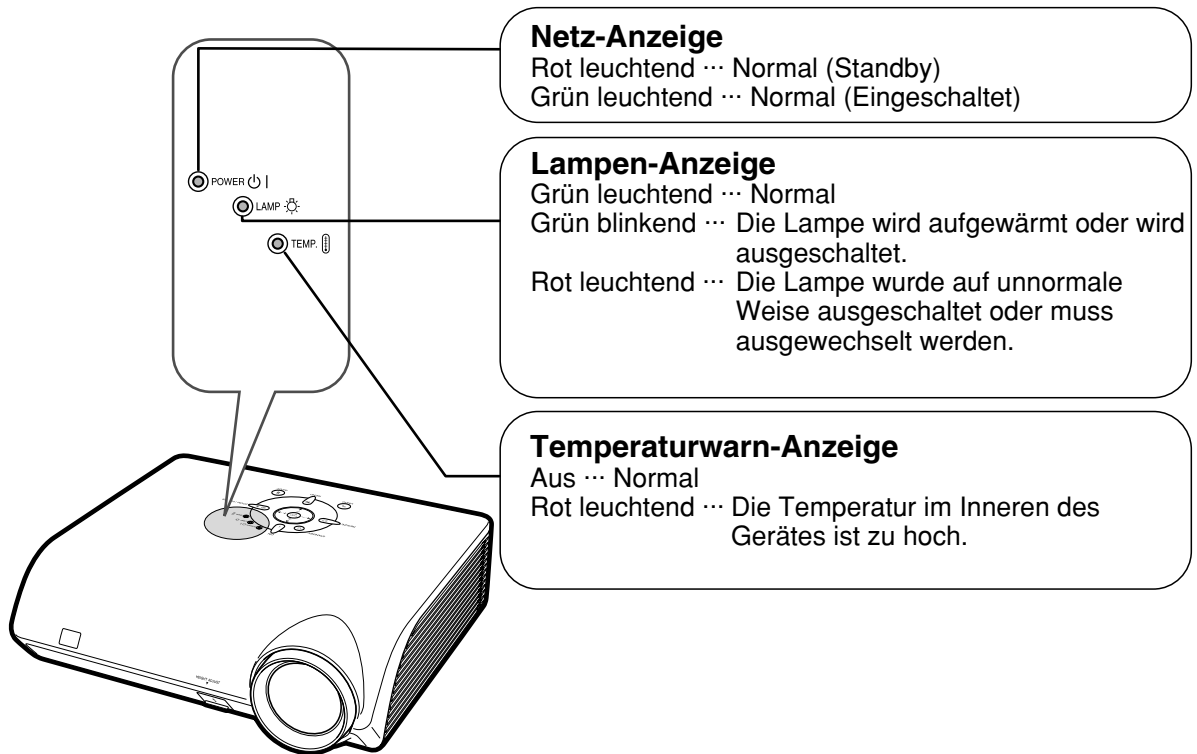 Netz-Anzeige
Rot leuchtend ··· Normal (Standby)
Grün leuchtend ··· Normal (Eingeschaltet)
POWER
LAMP
TEMP.
Lampen-Anzeige
Grün leuchtend ··· Normal
Grün blinkend ··· Die Lampe wird aufgewärmt oder wird
ausgeschaltet.
Rot leuchtend ··· Die Lampe wurde auf unnormale
Weise ausgeschaltet oder muss
ausgewechselt werden.
Temperaturwarn-Anzeige
Aus ··· Normal
Rot leuchtend ··· Die Temperatur im Inneren des
Gerätes ist zu hoch.